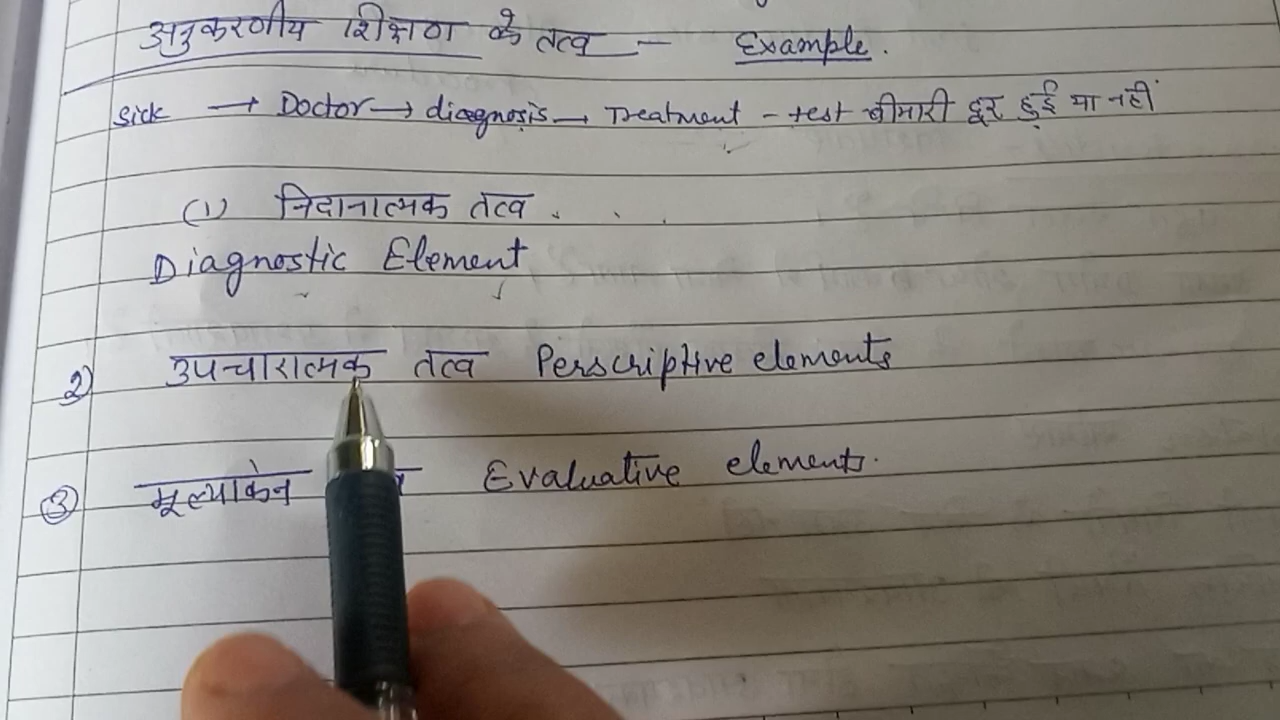 अनुकरणीय शिक्षण के तत्व — Example.
Sick → Doctor → diagnosis → Treatment - test बीमारी दूर हुई या नहीं
(1) निदानात्मक तत्व.
Diagnostic Element
2) उपचारात्मक तत्व Perscriptive elements
③ मूल्यांकन Evaluative elements.